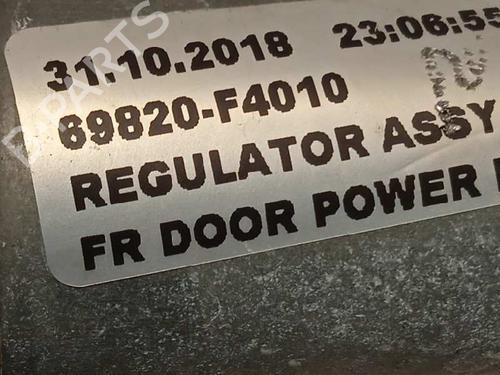 31.10.2018 23:06:55
69820-F4010
REGULATOR ASSY
FR DOOR POWER